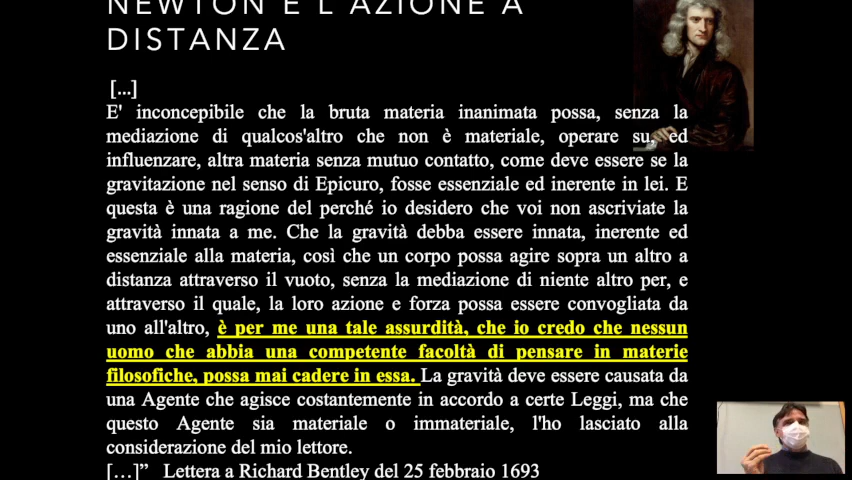 NEWTON E L'AZIONE A
DISTANZA
[...]
E' inconcepibile che la bruta materia inanimata possa, senza la
mediazione di qualcos'altro che non è materiale, operare su, ed
influenzare, altra materia senza mutuo contatto, come deve essere se la
gravitazione nel senso di Epicuro, fosse essenziale ed inerente in lei. E
questa è una ragione del perché io desidero che voi non ascriviate la
gravità innata a me. Che la gravità debba essere innata, inerente ed
essenziale alla materia, così che un corpo possa agire sopra un altro a
distanza attraverso il vuoto, senza la mediazione di niente altro per, e
attraverso il quale, la loro azione e forza possa essere convogliata da
uno all'altro, è per me una tale assurdità, che io credo che nessun
uomo che abbia una competente facoltà di pensare in materie
filosofiche, possa mai cadere in essa. La gravità deve essere causata da
una Agente che agisce costantemente in accordo a certe Leggi, ma che
questo Agente sia materiale o immateriale, l'ho lasciato alla
considerazione del mio lettore.
[…]” Lettera a Richard Bentley del 25 febbraio 1693